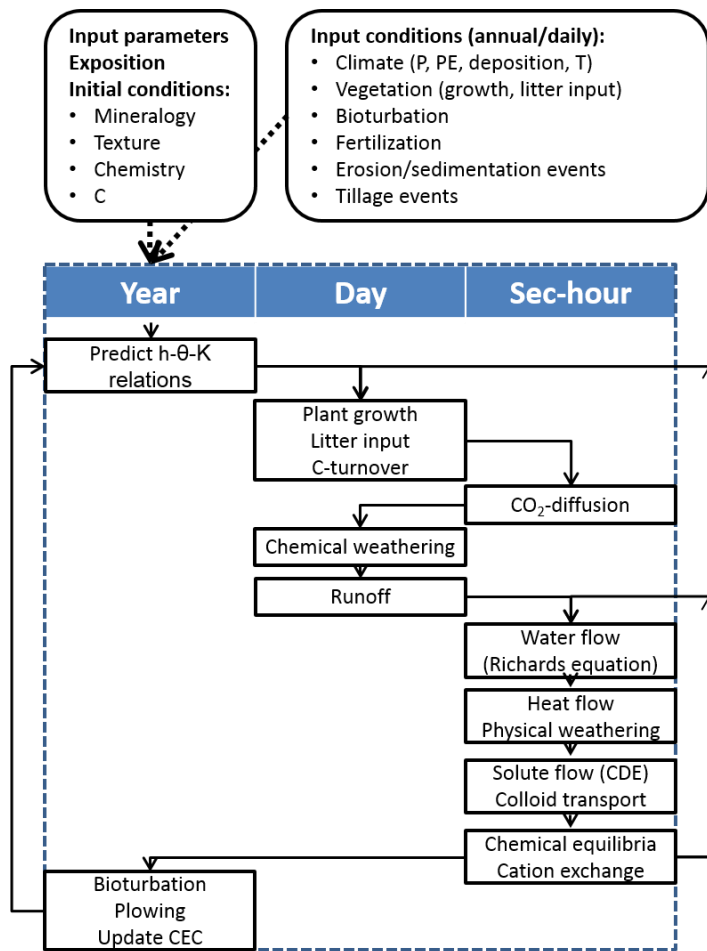 Input parameters
Exposition
Initial conditions:
• Mineralogy
• Texture
• Chemistry
• C
Input conditions (annual/daily):
• Climate (P, PE, deposition, T)
• Vegetation (growth, litter input)
• Bioturbation
• Fertilization
• Erosion/sedimentation events
• Tillage events
Year
Day
Sec-hour
Predict h-θ-K
relations
Plant growth
Litter input
C-turnover
CO₂-diffusion
Chemical weathering
Runoff
Water flow
(Richards equation)
Heat flow
Physical weathering
Solute flow (CDE)
Colloid transport
Chemical equilibria
Cation exchange
Bioturbation
Plowing
Update CEC